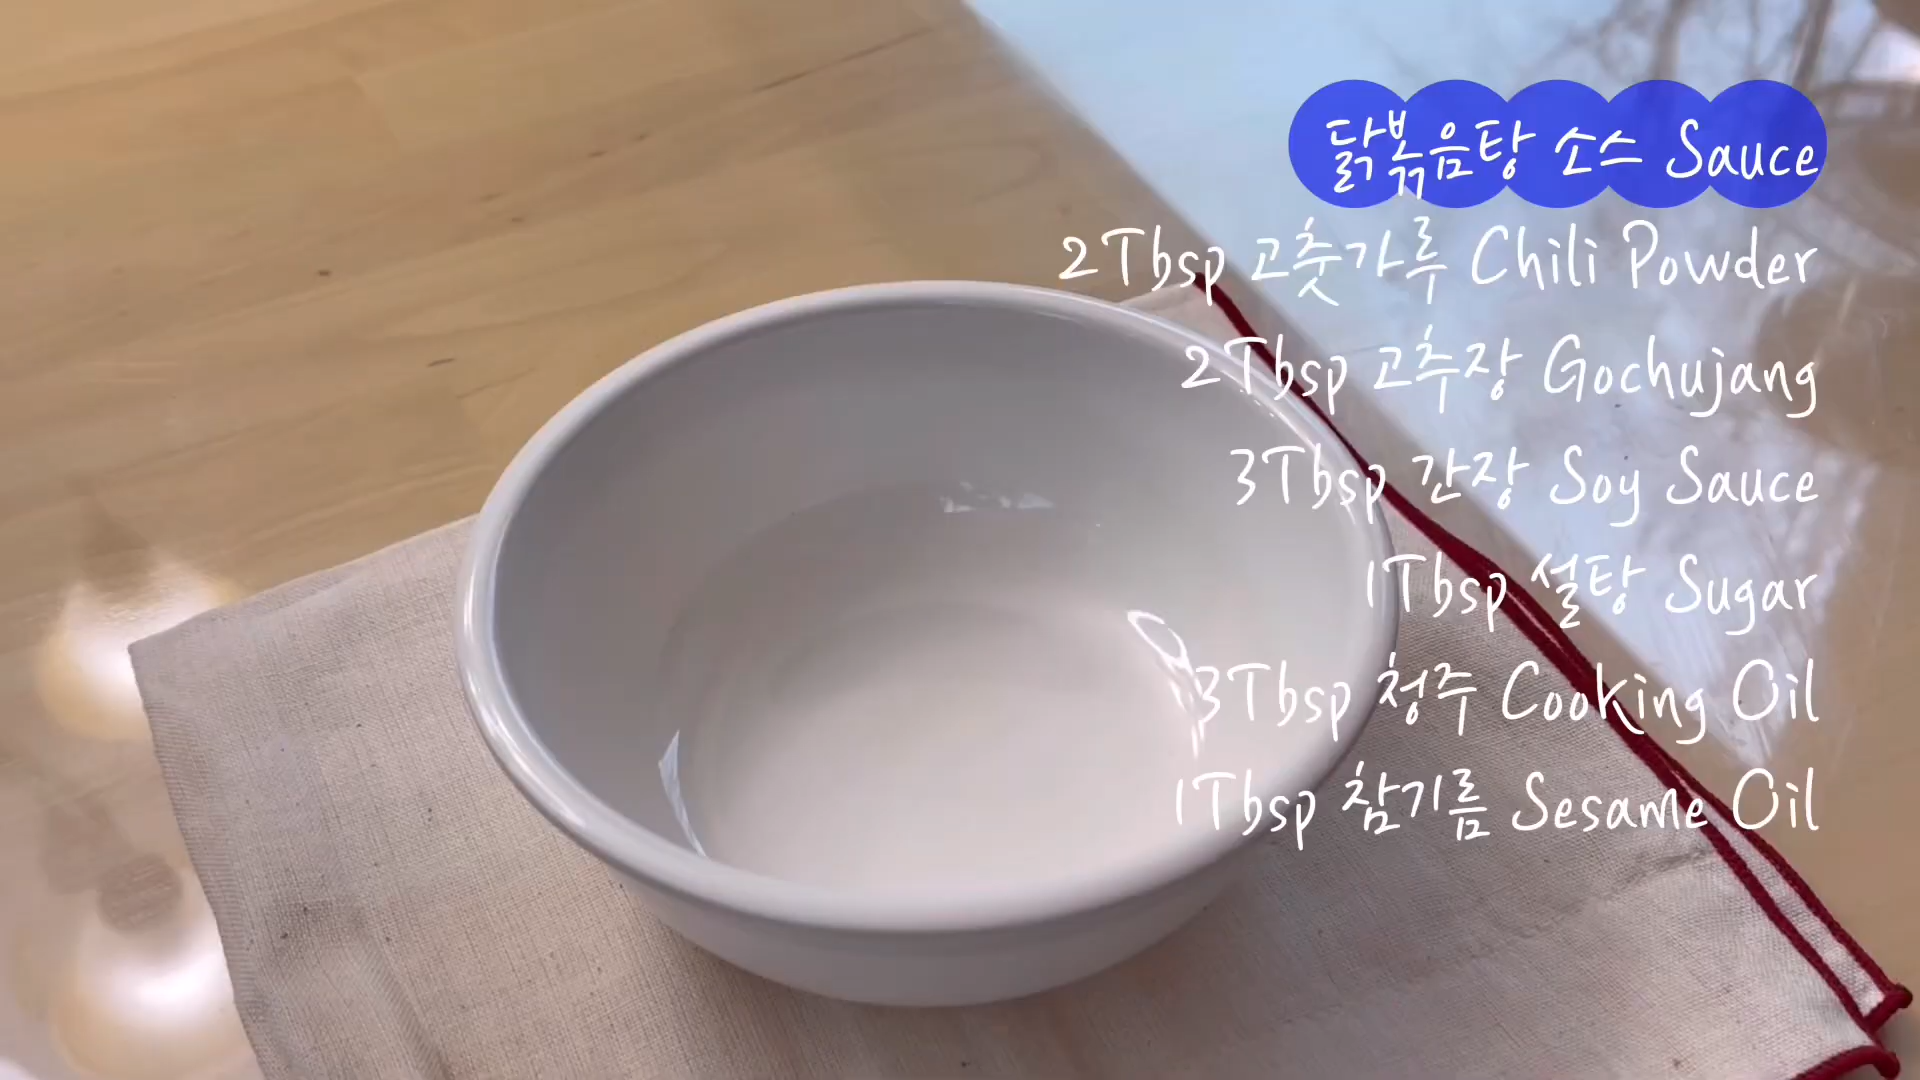 닭볶음탕 소스 Sauce
2Tbsp 고춧가루 Chili Powder
2Tbsp 고추장 Gochujang
3Tbsp 간장 Soy Sauce
1Tbsp 설탕 Sugar
3Tbsp 청주 Cooking Oil
1Tbsp 참기름 Sesame Oil